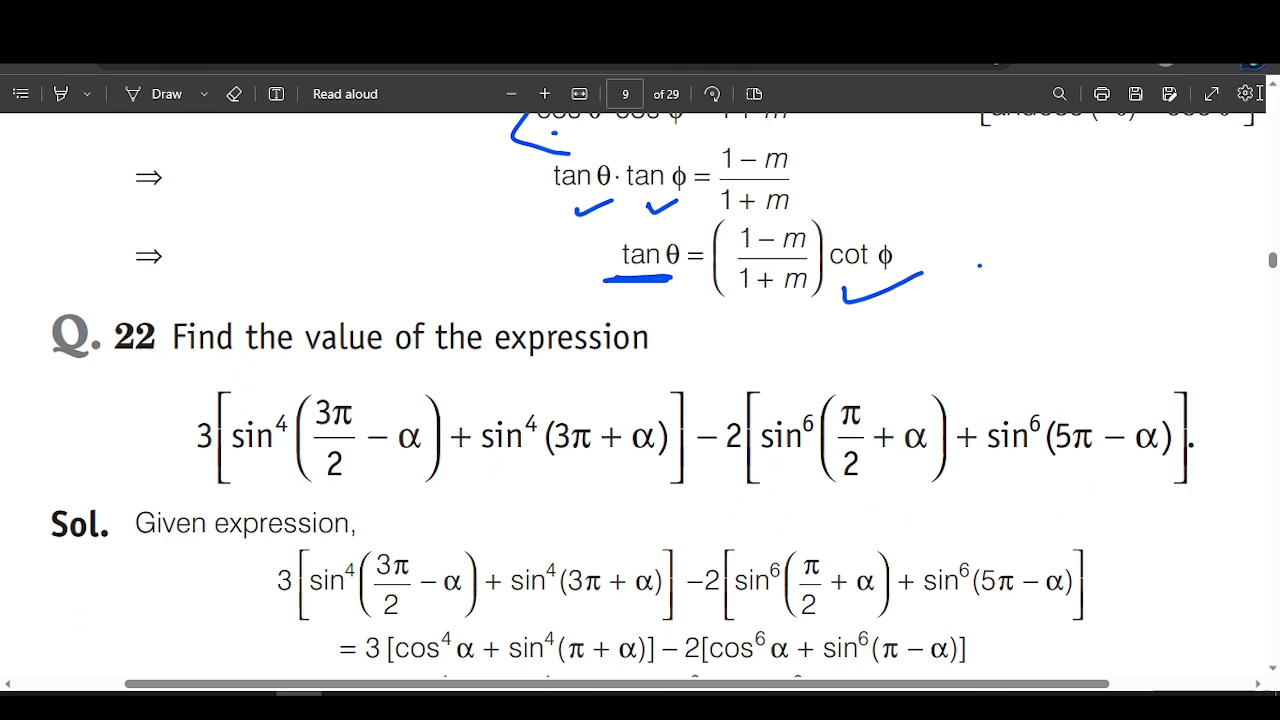 Draw
Read aloud
9 of 29
⇒ tan θ · tan ϕ = (1 − m)/(1 + m)
⇒ tan θ = ((1 − m)/(1 + m)) cot ϕ
Q. 22 Find the value of the expression
3[sin⁴(3π/2 − α) + sin⁴(3π + α)] − 2[sin⁶(π/2 + α) + sin⁶(5π − α)].
Sol. Given expression,
3[sin⁴(3π/2 − α) + sin⁴(3π + α)] −2[sin⁶(π/2 + α) + sin⁶(5π − α)]
= 3 [cos⁴ α + sin⁴(π + α)] − 2[cos⁶ α + sin⁶(π − α)]